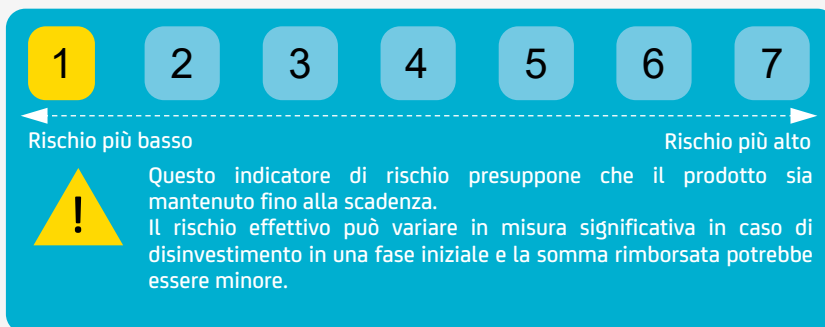 1 2 3 4 5 6 7
Rischio più basso Rischio più alto
!
Questo indicatore di rischio presuppone che il prodotto sia
mantenuto fino alla scadenza.
Il rischio effettivo può variare in misura significativa in caso di
disinvestimento in una fase iniziale e la somma rimborsata potrebbe
essere minore.